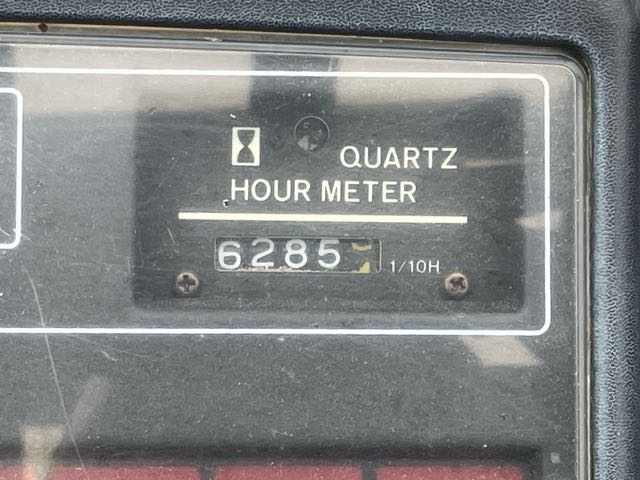 QUARTZ
HOUR METER
6285
1/10H